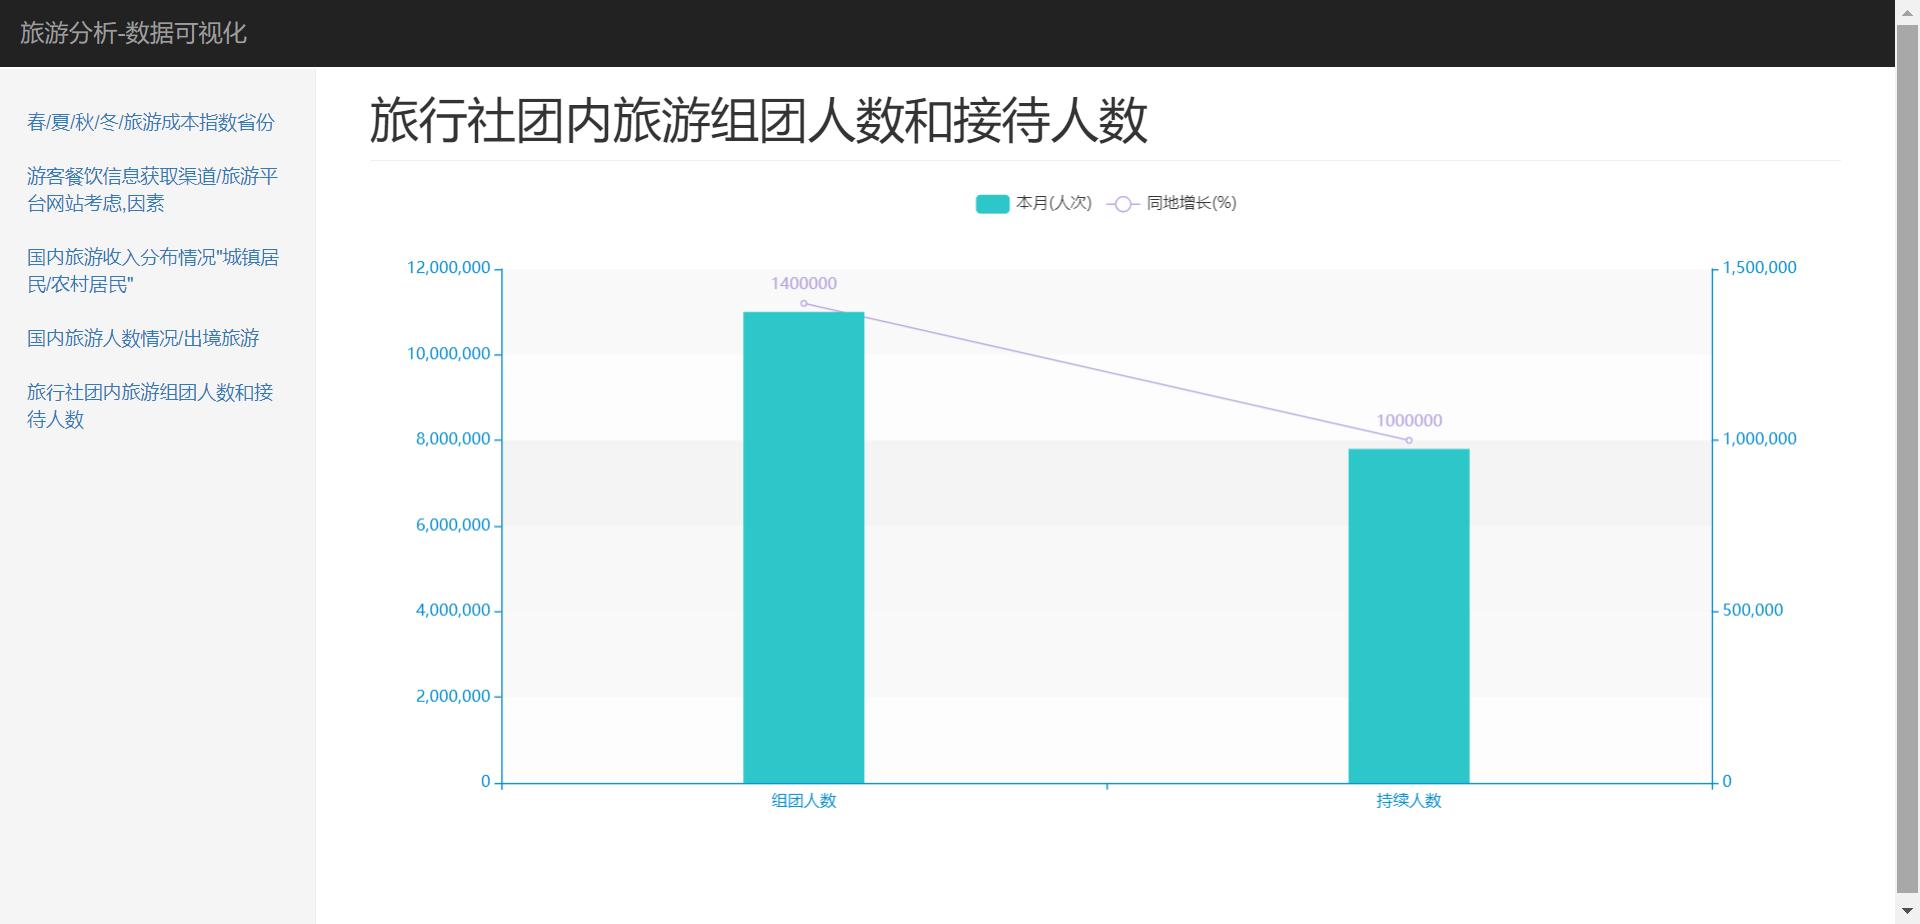 旅游分析-数据可视化
春/夏/秋/冬/旅游成本指数省份
游客餐饮信息获取渠道/旅游平
台网站考虑,因素
国内旅游收入分布情况"城镇居
民/农村居民"
国内旅游人数情况/出境旅游
旅行社团内旅游组团人数和接
待人数
旅行社团内旅游组团人数和接待人数
本月(人次) 同地增长(%)
12,000,000
10,000,000
8,000,000
6,000,000
4,000,000
2,000,000
0
1400000
1000000
1,500,000
1,000,000
500,000
0
组团人数 持续人数